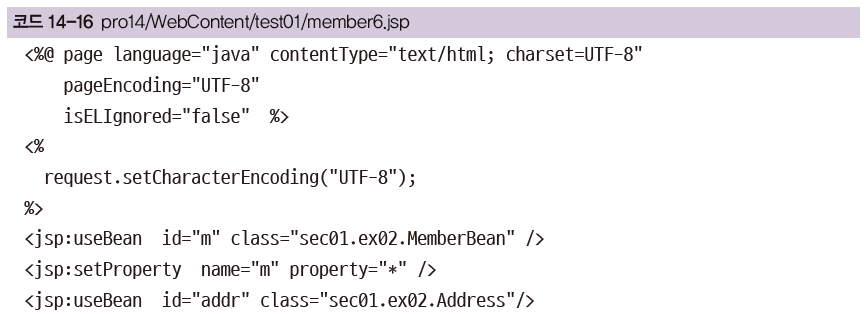 코드 14-16 pro14/WebContent/test01/member6.jsp
<%@ page language="java" contentType="text/html; charset=UTF-8"
    pageEncoding="UTF-8"
    isELIgnored="false"  %>
<%
  request.setCharacterEncoding("UTF-8");
%>
<jsp:useBean  id="m" class="sec01.ex02.MemberBean" />
<jsp:setProperty  name="m" property="*" />
<jsp:useBean  id="addr" class="sec01.ex02.Address"/>